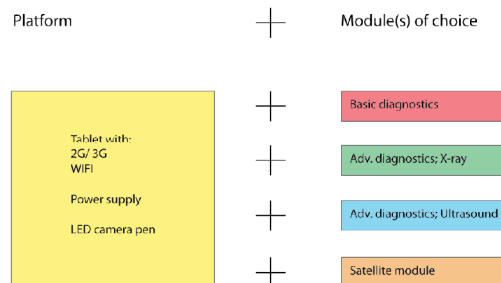 Platform
Module(s) of choice
Tablet with:
2G/ 3G
WIFI
Power supply
LED camera pen
Basic diagnostics
Adv. diagnostics; X-ray
Adv. diagnostics; Ultrasound
Satellite module